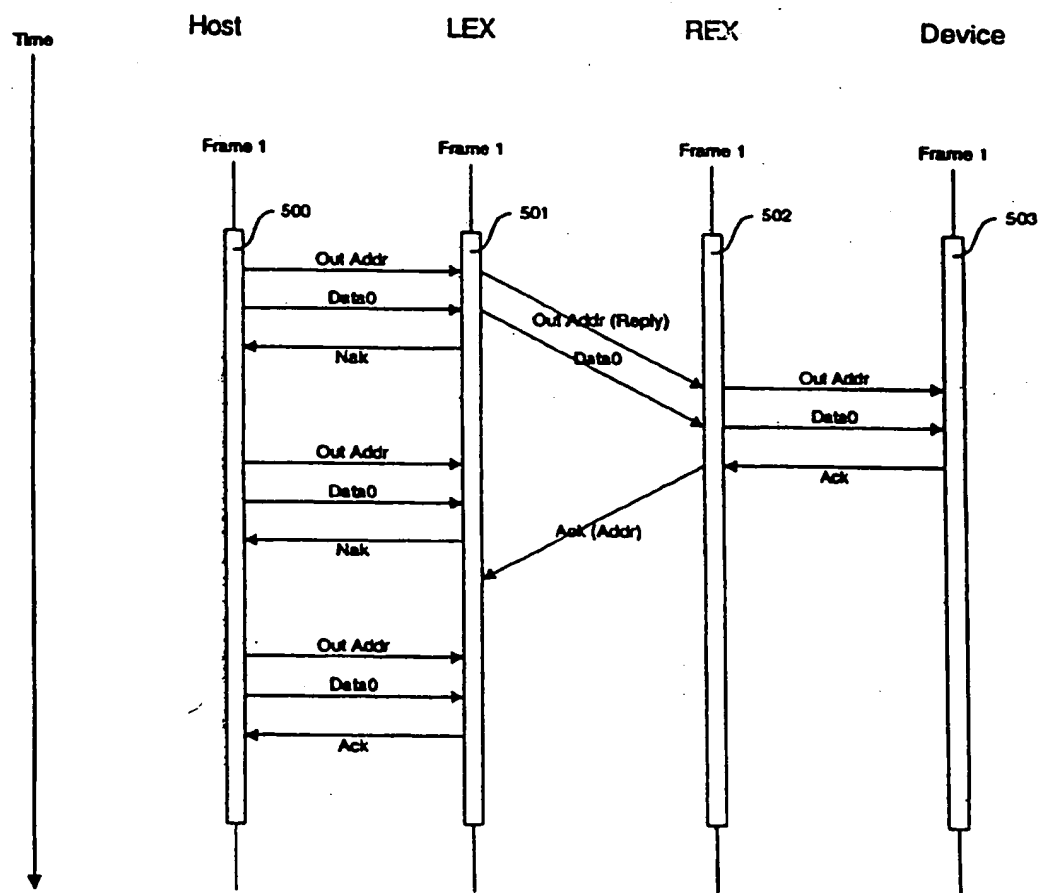 Time
Host
LEX
REX
Device
Frame 1
Frame 1
Frame 1
Frame 1
500
501
502
503
Out Addr
Data0
Out Addr (Reply)
Data0
Nak
Out Addr
Data0
Out Addr
Data0
Ack
Ack (Addr)
Nak
Out Addr
Data0
Ack